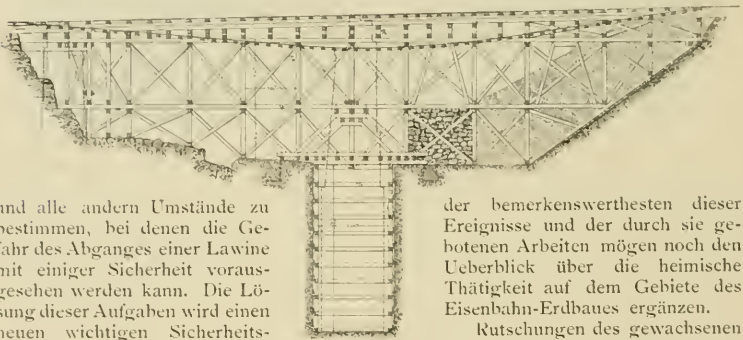 und alle andern Umstände zu
bestimmen, bei denen die Ge-
fahr des Abganges einer Lawine
mit einiger Sicherheit voraus-
gesehen werden kann. Die Lö-
sung dieser Aufgaben wird einen
neuen wichtigen Sicherheits-
der bemerkenswerthesten dieser
Ereignisse und der durch sie ge-
botenen Arbeiten mögen noch den
Ueberblick über die heimische
Thätigkeit auf dem Gebiete des
Eisenbahn-Erdbaues ergänzen.
Rutschungen des gewachsenen